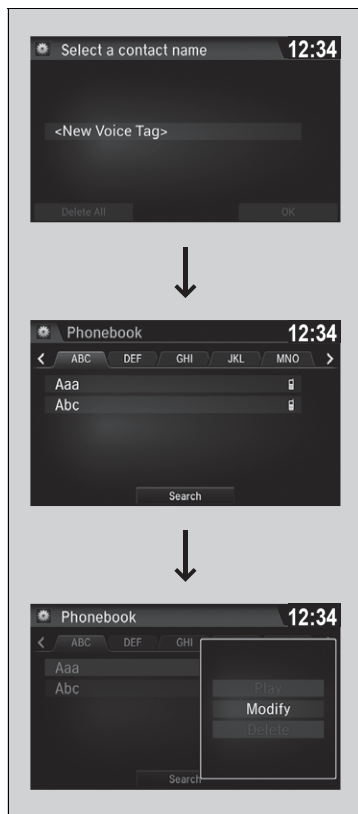 Select a contact name 12:34
<New Voice Tag>
Delete All OK
Phonebook 12:34
< ABC DEF GHI JKL MNO >
Aaa
Abc
Search
Phonebook 12:34
< ABC DEF GHI
Aaa
Abc
Play
Modify
Delete
Search